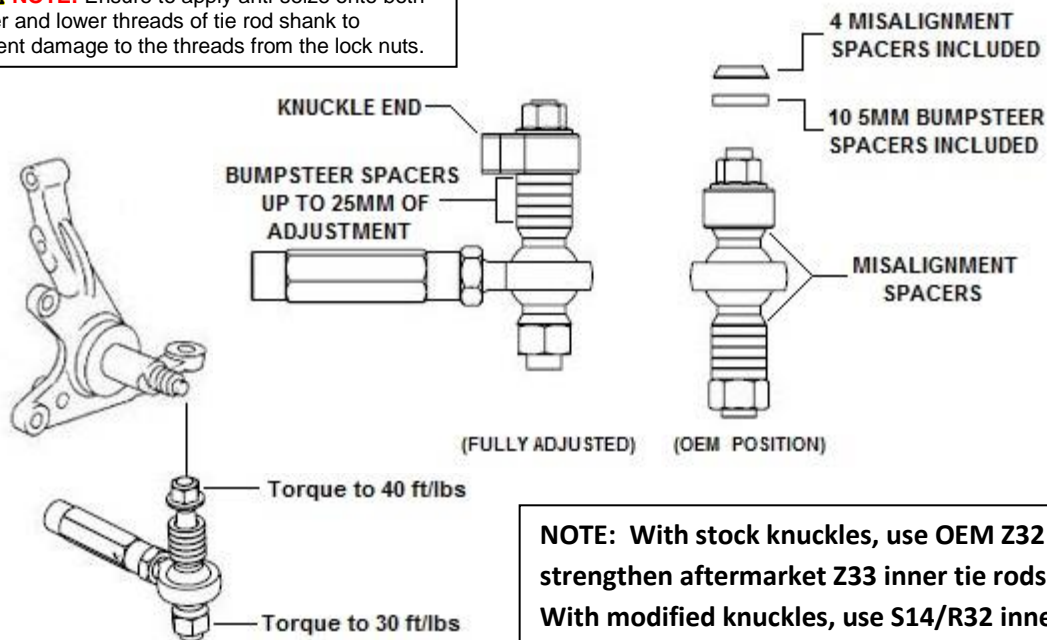 NOTE: Ensure to apply anti-seize onto both
and lower threads of tie rod shank to
damage to the threads from the lock nuts.
4 MISALIGNMENT
SPACERS INCLUDED
KNUCKLE END
10 5MM BUMPSTEER
SPACERS INCLUDED
BUMPSTEER SPACERS
UP TO 25MM OF
ADJUSTMENT
MISALIGNMENT
SPACERS
(FULLY ADJUSTED)
(OEM POSITION)
Torque to 40 ft/lbs
Torque to 30 ft/lbs
NOTE: With stock knuckles, use OEM Z32
strengthen aftermarket Z33 inner tie rods
With modified knuckles, use S14/R32